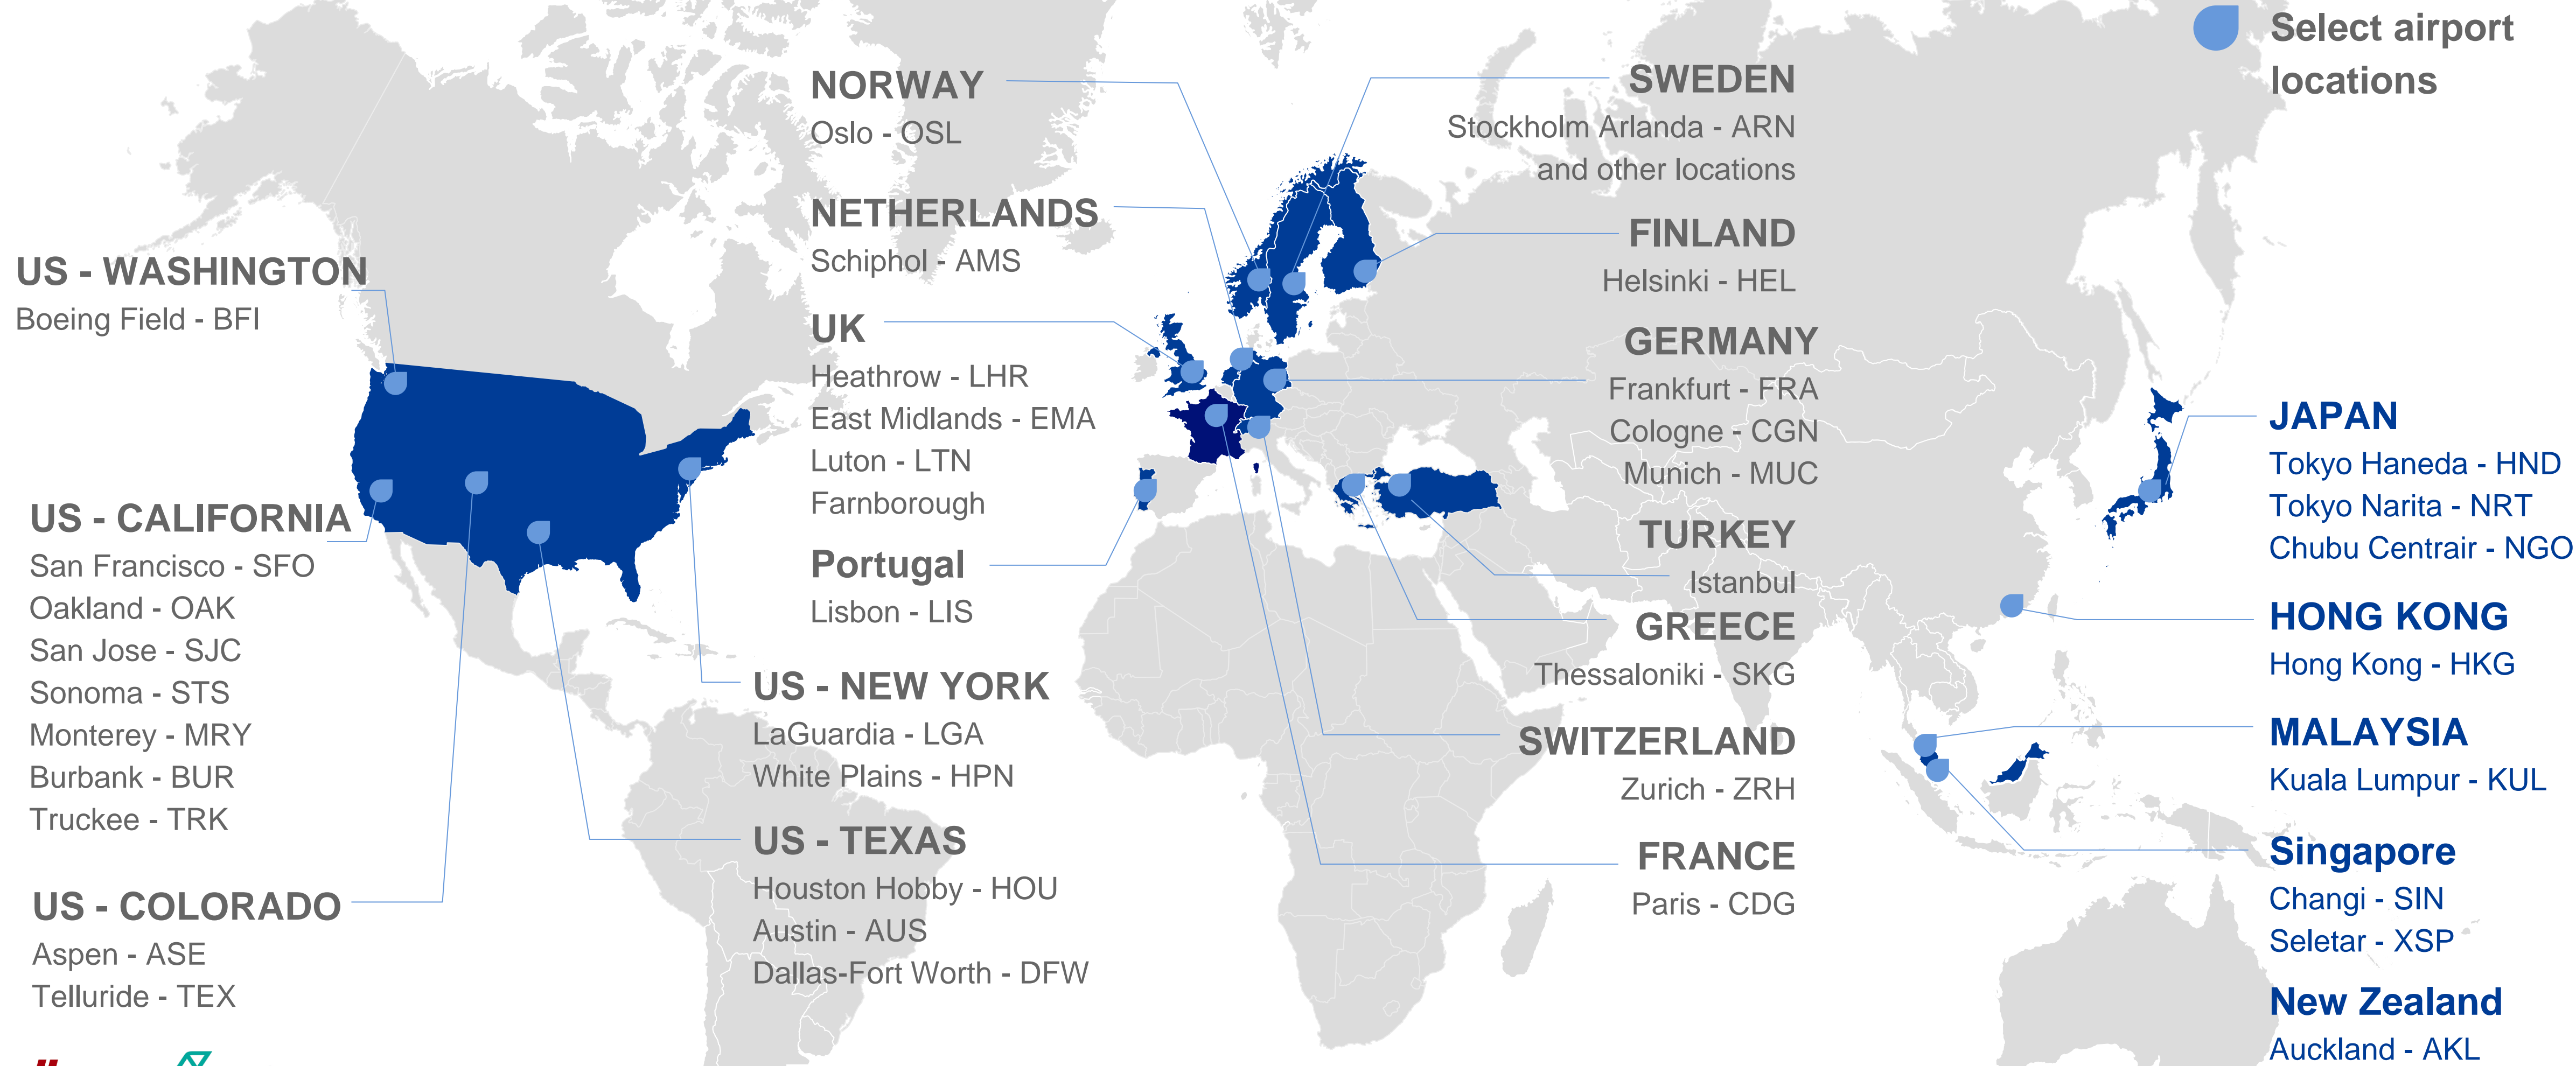 Select airport
locations
NORWAY
Oslo - OSL
NETHERLANDS
Schiphol - AMS
UK
Heathrow - LHR
East Midlands - EMA
Luton - LTN
Farnborough
Portugal
Lisbon - LIS
US - NEW YORK
LaGuardia - LGA
White Plains - HPN
US - TEXAS
Houston Hobby - HOU
Austin - AUS
Dallas-Fort Worth - DFW
US - WASHINGTON
Boeing Field - BFI
US - CALIFORNIA
San Francisco - SFO
Oakland - OAK
San Jose - SJC
Sonoma - STS
Monterey - MRY
Burbank - BUR
Truckee - TRK
US - COLORADO
Aspen - ASE
Telluride - TEX
SWEDEN
Stockholm Arlanda - ARN
and other locations
FINLAND
Helsinki - HEL
GERMANY
Frankfurt - FRA
Cologne - CGN
Munich - MUC
TURKEY
Istanbul
GREECE
Thessaloniki - SKG
SWITZERLAND
Zurich - ZRH
FRANCE
Paris - CDG
JAPAN
Tokyo Haneda - HND
Tokyo Narita - NRT
Chubu Centrair - NGO
HONG KONG
Hong Kong - HKG
MALAYSIA
Kuala Lumpur - KUL
Singapore
Changi - SIN
Seletar - XSP
New Zealand
Auckland - AKL